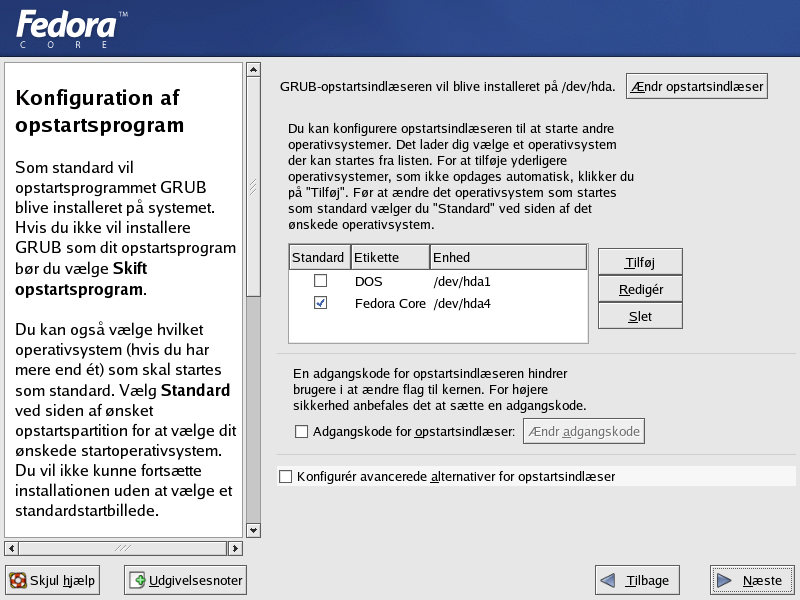 Fedora™
CORE
Konfiguration af
opstartsprogram
Som standard vil
opstartsprogrammet GRUB
blive installeret på systemet.
Hvis du ikke vil installere
GRUB som dit opstartsprogram
bør du vælge Skift
opstartsprogram.
Du kan også vælge hvilket
operativsystem (hvis du har
mere end ét) som skal startes
som standard. Vælg Standard
ved siden af ønsket
opstartspartition for at vælge dit
ønskede startoperativsystem.
Du vil ikke kunne fortsætte
installationen uden at vælge et
standardstartbillede.
GRUB-opstartsindlæseren vil blive installeret på /dev/hda.
Ændr opstartsindlæser
Du kan konfigurere opstartsindlæseren til at starte andre
operativsystemer. Det lader dig vælge et operativsystem
der kan startes fra listen. For at tilføje yderligere
operativsystemer, som ikke opdages automatisk, klikker du
på "Tilføj". Før at ændre det operativsystem som startes
som standard vælger du "Standard" ved siden af det
ønskede operativsystem.
Standard Etikette Enhed
DOS /dev/hda1
Fedora Core /dev/hda4
Tilføj
Redigér
Slet
En adgangskode for opstartsindlæseren hindrer
brugere i at ændre flag til kernen. For højere
sikkerhed anbefales det at sætte en adgangskode.
Adgangskode for opstartsindlæser: Ændr adgangskode
Konfigurér avancerede alternativer for opstartsindlæser
Skjul hjælp Udgivelsesnoter Tilbage Næste